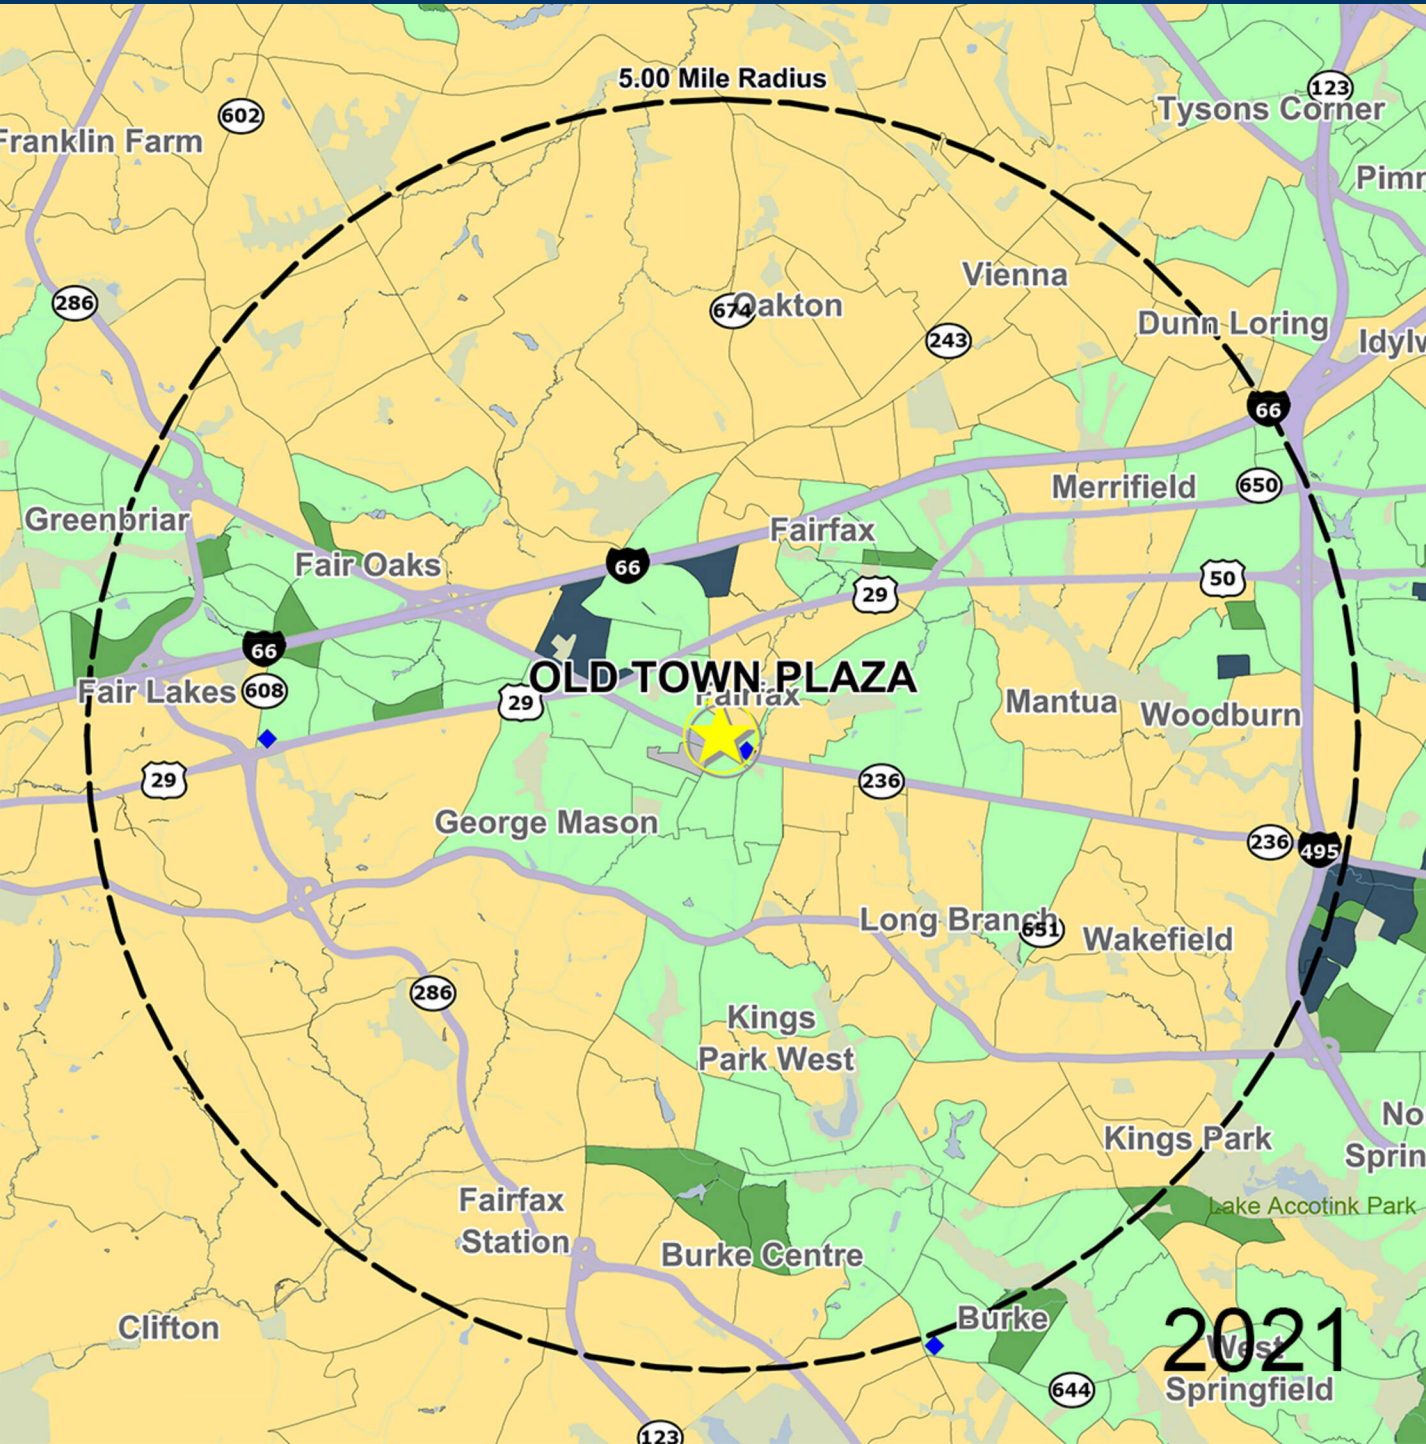 5.00 Mile Radius
123
Tysons Corner
602
Franklin Farm
Pimm
Vienna
286
674
Oakton
Dunn Loring
243
Idylw
66
650
Merrifield
Greenbriar
Fairfax
Fair Oaks
66
50
29
66
OLD TOWN PLAZA
Fair Lakes
608
29
Fairfax
Mantua
Woodburn
29
236
George Mason
236
495
Long Branch
651
Wakefield
286
Kings
Park West
No
Sprin
Kings Park
Fairfax
Station
Lake Accotink Park
Burke Centre
Clifton
Burke
2021
West
Springfield
644
123